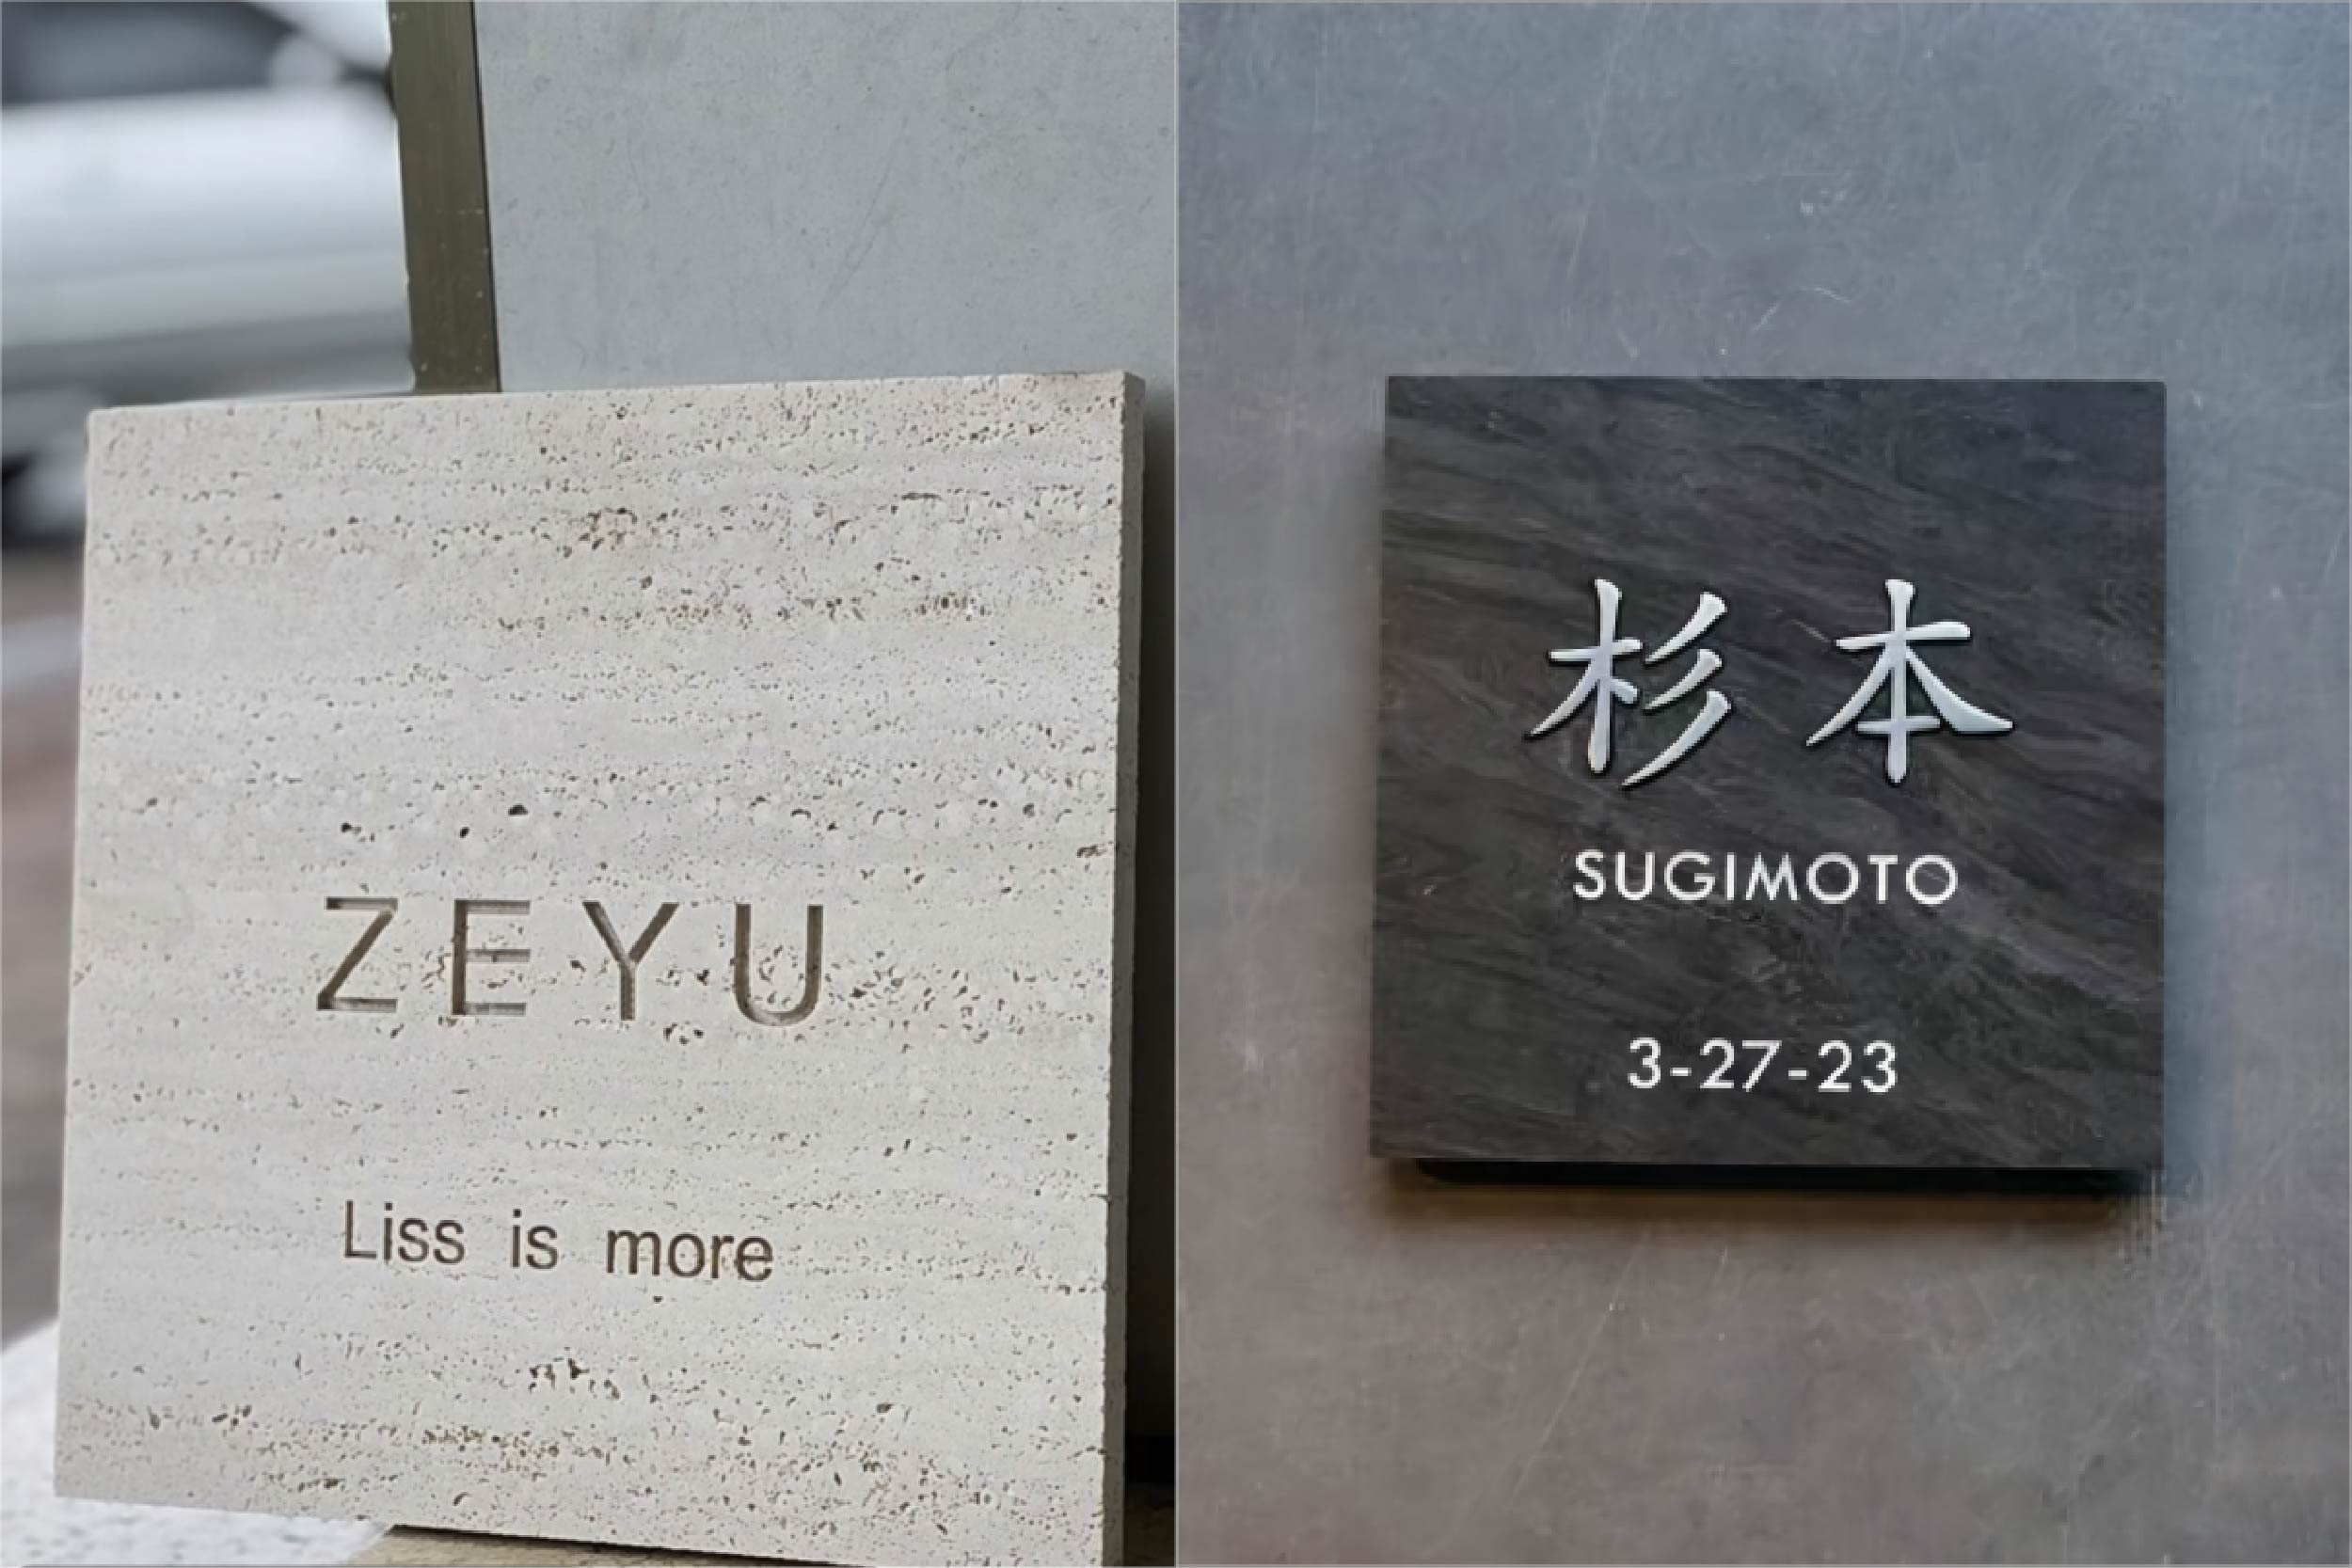 ZEYU
Liss is more
杉本
SUGIMOTO
3-27-23